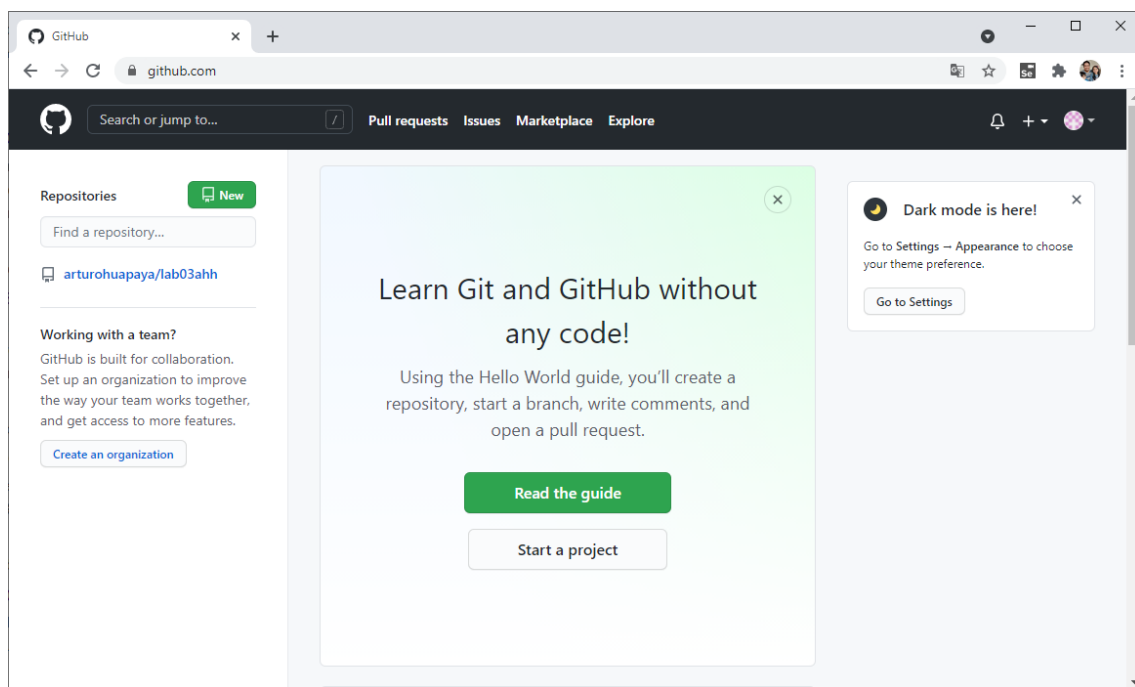 GitHub
github.com
Se
Search or jump to...
/
Pull requests Issues Marketplace Explore
Repositories
New
Find a repository...
arturohuapaya/lab03ahh
Working with a team?
GitHub is built for collaboration.
Set up an organization to improve
the way your team works together,
and get access to more features.
Create an organization
Learn Git and GitHub without
any code!
Using the Hello World guide, you'll create a
repository, start a branch, write comments, and
open a pull request.
Read the guide
Start a project
Dark mode is here!
Go to Settings → Appearance to choose
your theme preference.
Go to Settings